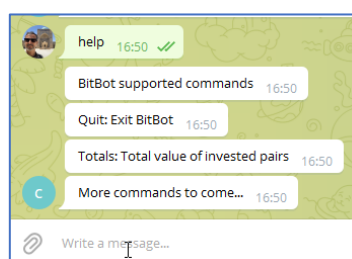 help 16:50
BitBot supported commands 16:50
Quit: Exit BitBot 16:50
Totals: Total value of invested pairs 16:50
C
More commands to come... 16:50
Write a message...